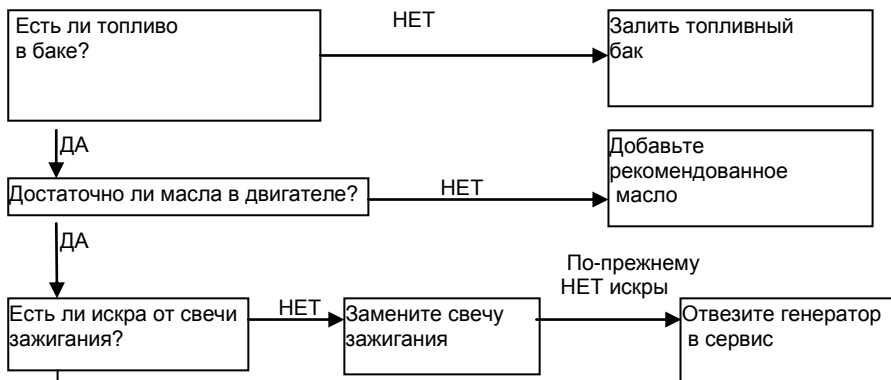 Есть ли топливо
в баке?
НЕТ
Залить топливный
бак
ДА
Достаточно ли масла в двигателе?
НЕТ
Добавьте
рекомендованное
масло
ДА
Есть ли искра от свечи
зажигания?
НЕТ
Замените свечу
зажигания
По-прежнему
НЕТ искры
Отвезите генератор
в сервис